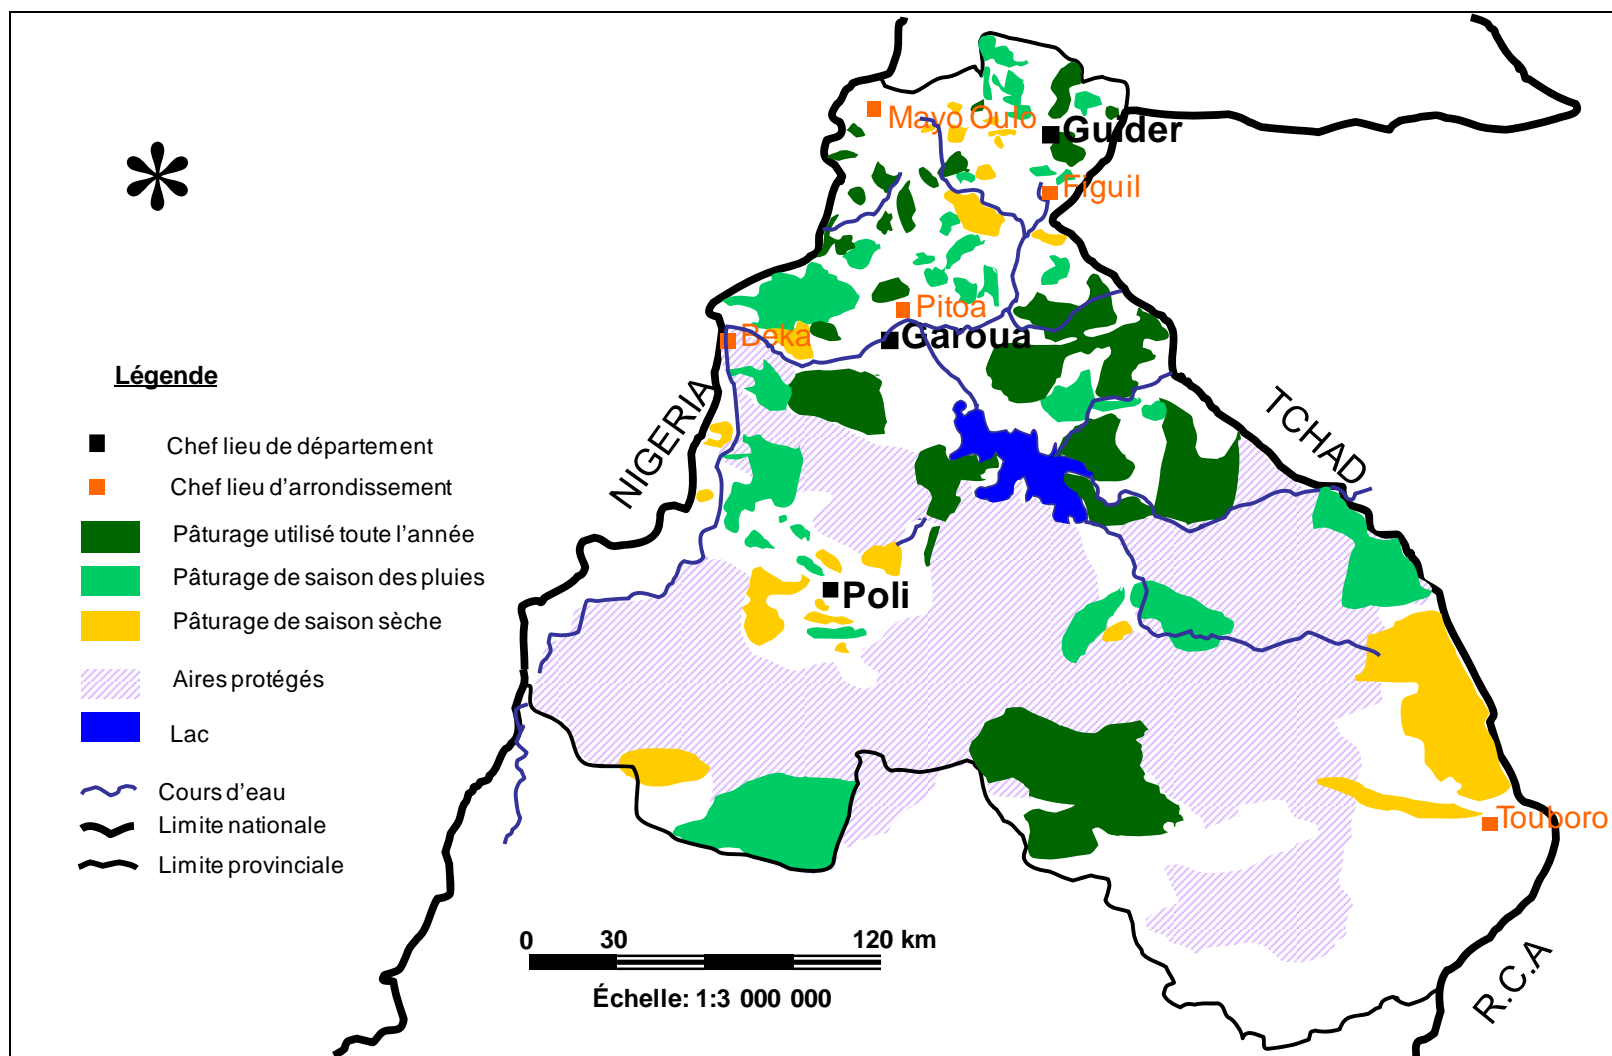 Mayo Oulo
Guider
Figuil
Pitoa
Garoua
Beka
NIGERIA
TCHAD
Poli
Touboro
R.C.A
Légende
Chef lieu de département
Chef lieu d'arrondissement
Pâturage utilisé toute l'année
Pâturage de saison des pluies
Pâturage de saison sèche
Aires protégés
Lac
Cours d'eau
Limite nationale
Limite provinciale
0 30 120 km
Échelle: 1:3 000 000